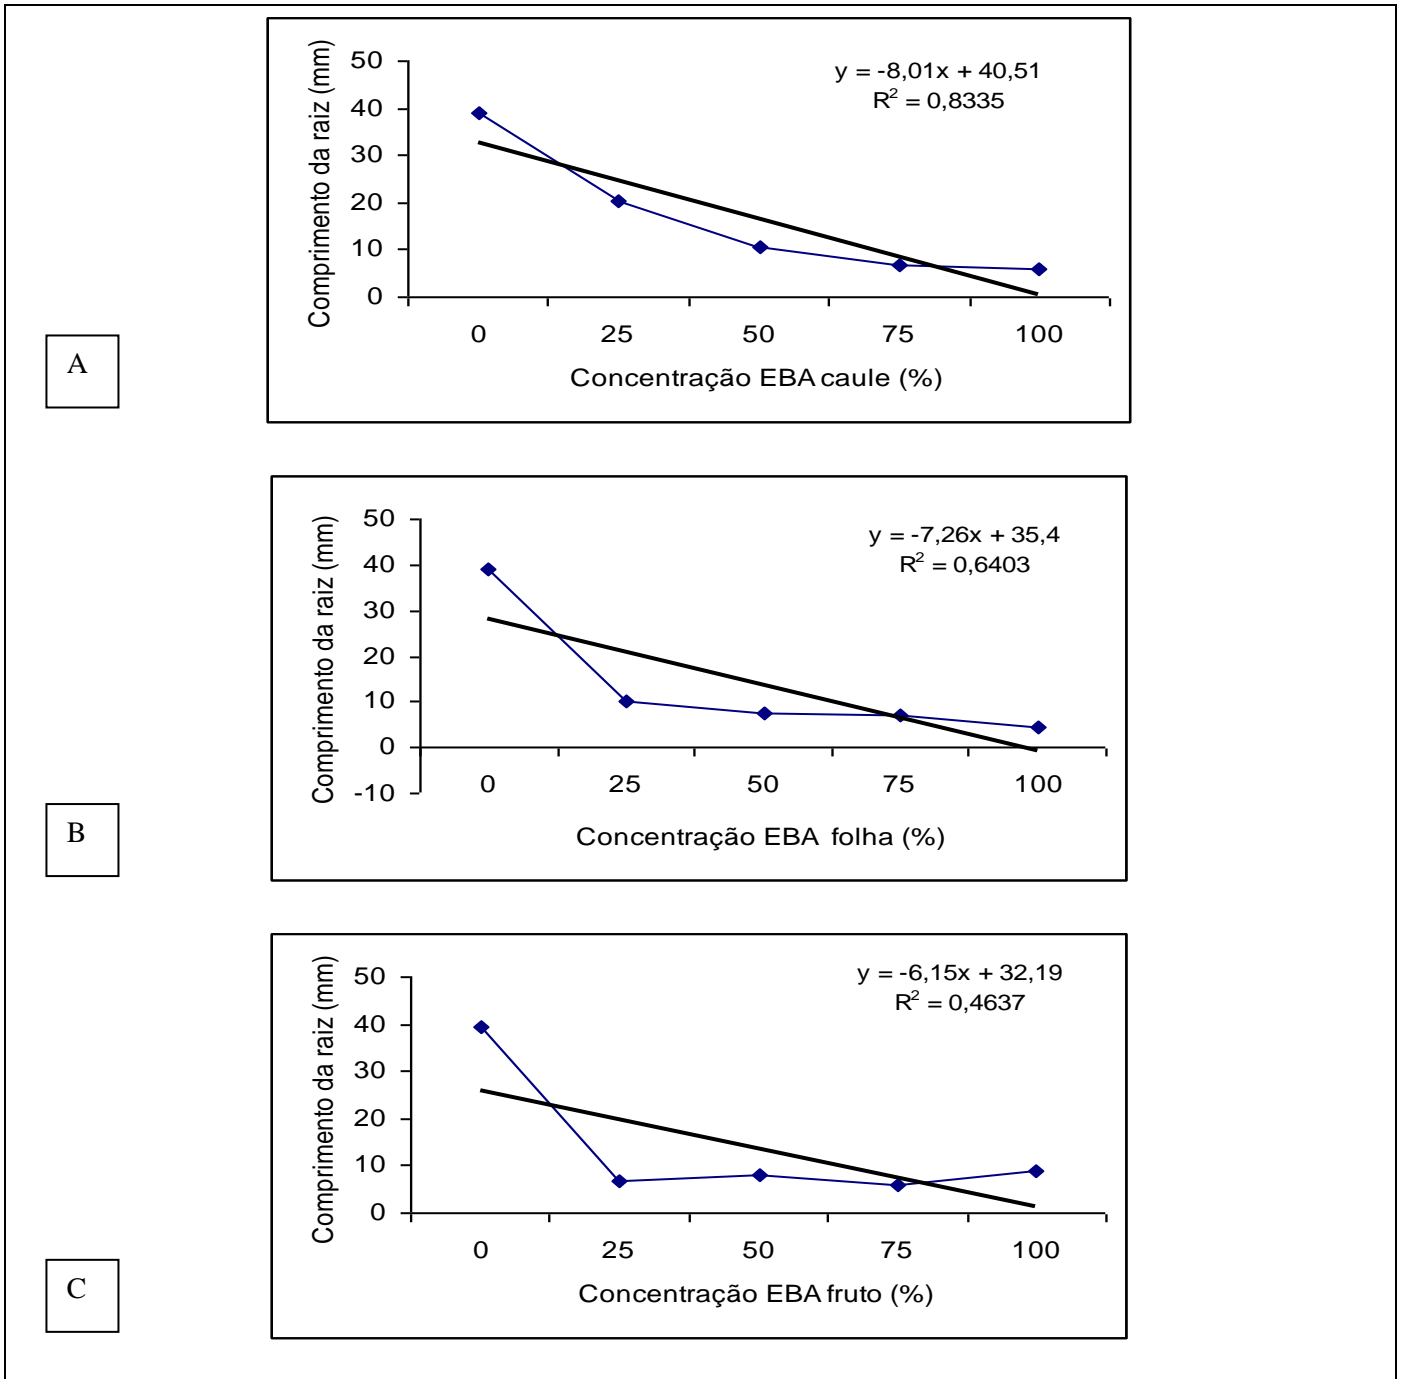 Comprimento da raiz (mm)
50
40
30
20
10
0
y = -8,01x + 40,51
R² = 0,8335
0 25 50 75 100
Concentração EBA caule (%)
A
Comprimento da raiz (mm)
50
40
30
20
10
0
-10
y = -7,26x + 35,4
R² = 0,6403
0 25 50 75 100
Concentração EBA folha (%)
B
Comprimento da raiz (mm)
50
40
30
20
10
0
y = -6,15x + 32,19
R² = 0,4637
0 25 50 75 100
Concentração EBA fruto (%)
C